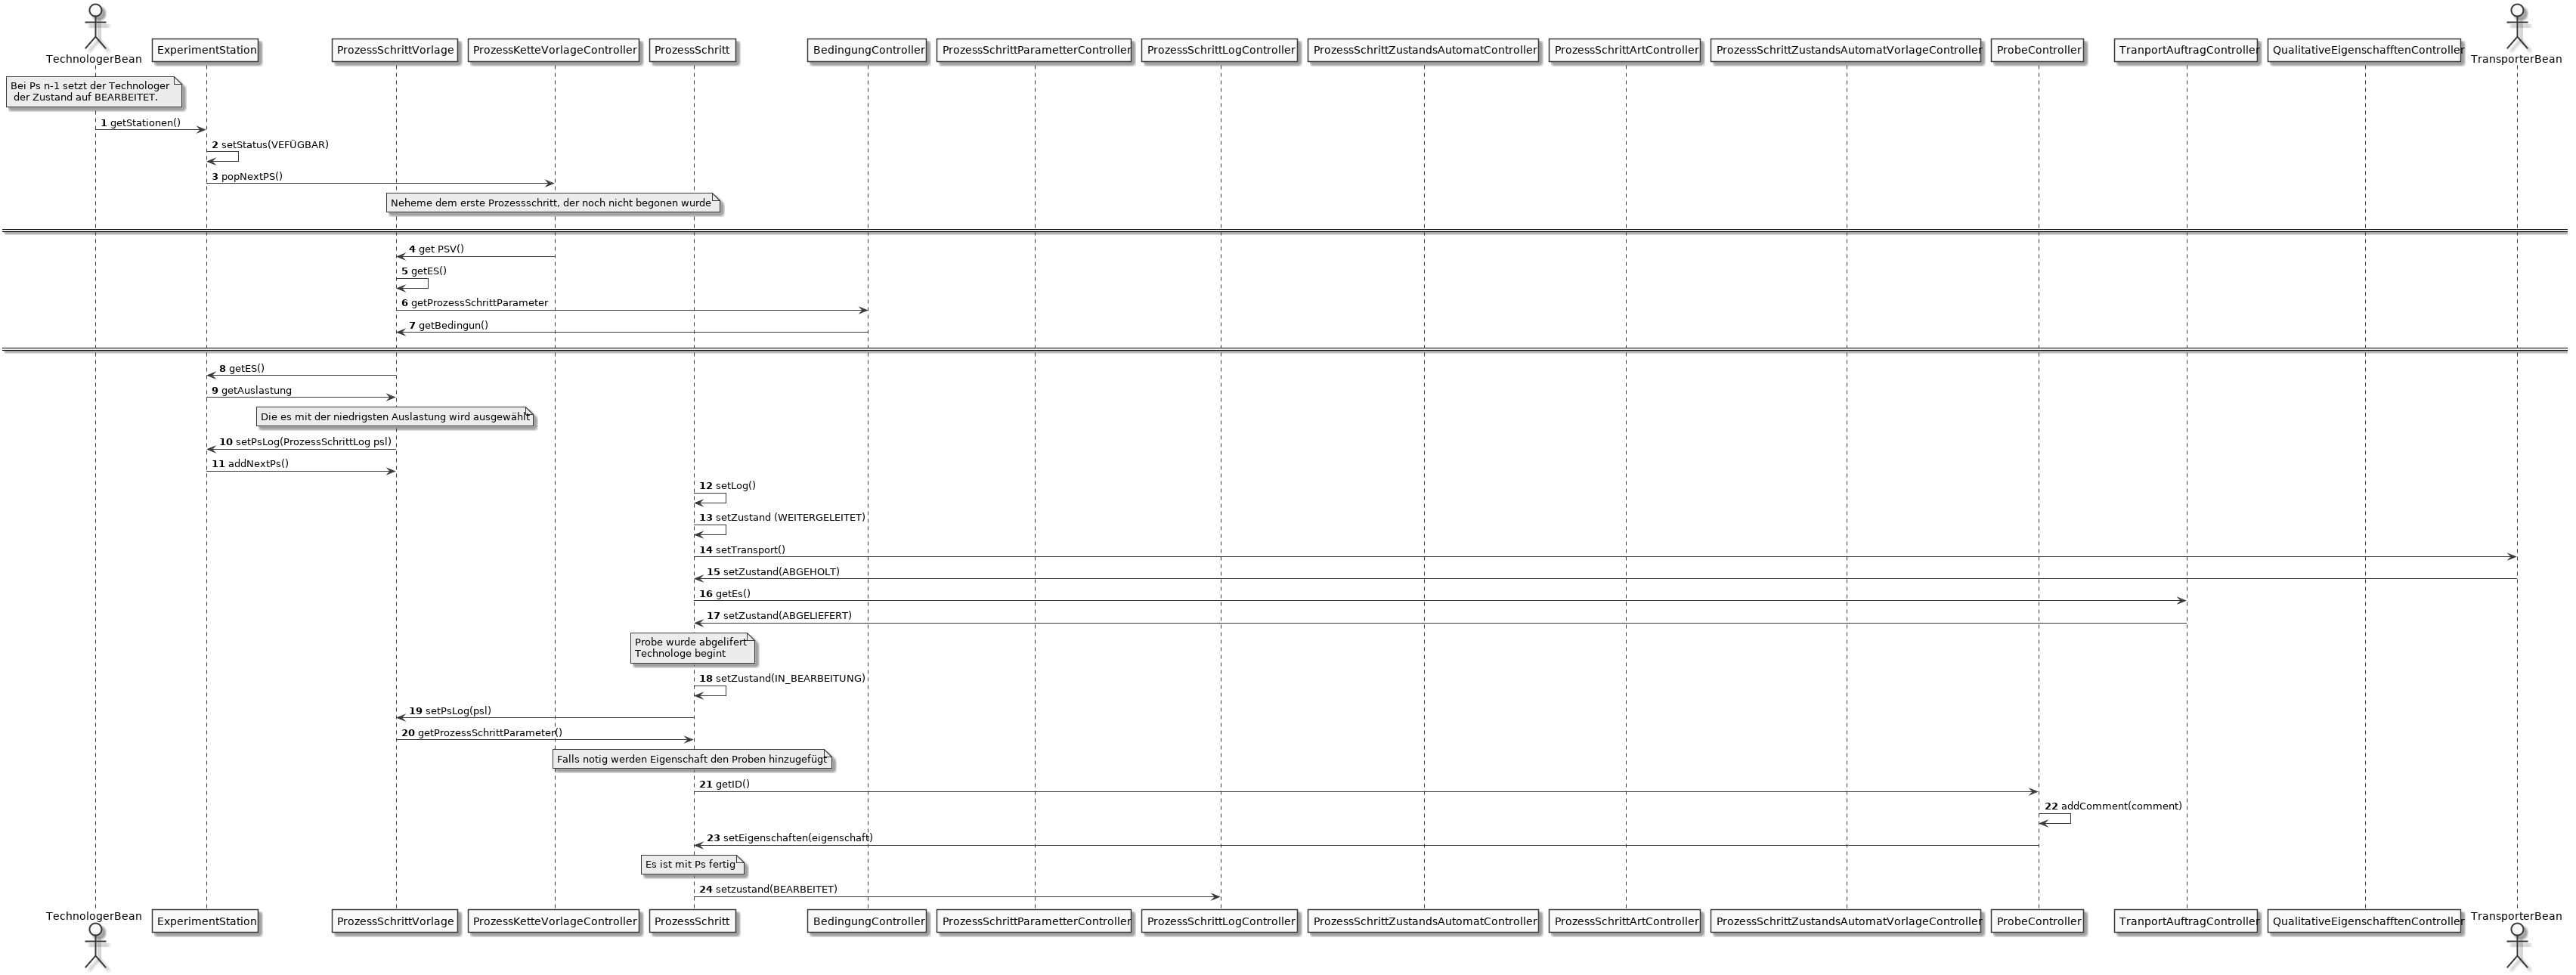 TechnologerBean
ExperimentStation
ProzessSchrittVorlage
ProzessKetteVorlageController
ProzessSchritt
BedingungController
ProzessSchrittParametterController
ProzessSchrittLogController
ProzessSchrittZustandsAutomatController
ProzessSchrittArtController
ProzessSchrittZustandsAutomatVorlageController
ProbeController
TranportAuftragController
QualitativeEigenschafftenController
TransporterBean
Bei Ps n-1 setzt der Technologer
der Zustand auf BEARBEITET.
1 getStationen()
2 setStatus(VEFÜGBAR)
3 popNextPS()
Neheme dem erste Prozessschritt, der noch nicht begonen wurde
4 get PSV()
5 getES()
6 getProzessSchrittParameter
7 getBedingun()
8 getES()
9 getAuslastung
Die es mit der niedrigsten Auslastung wird ausgewählt
10 setPsLog(ProzessSchrittLog psl)
11 addNextPs()
12 setLog()
13 setZustand (WEITERGELEITET)
14 setTransport()
15 setZustand(ABGEHOLT)
16 getEs()
17 setZustand(ABGELIEFERT)
Probe wurde abgelifert
Technologe begint
18 setZustand(IN_BEARBEITUNG)
19 setPsLog(psl)
20 getProzessSchrittParameter()
Falls notig werden Eigenschaft den Proben hinzugefügt
21 getID()
22 addComment(comment)
23 setEigenschaften(eigenschaft)
Es ist mit Ps fertig
24 setzustand(BEARBEITET)
TechnologerBean
ExperimentStation
ProzessSchrittVorlage
ProzessKetteVorlageController
ProzessSchritt
BedingungController
ProzessSchrittParametterController
ProzessSchrittLogController
ProzessSchrittZustandsAutomatController
ProzessSchrittArtController
ProzessSchrittZustandsAutomatVorlageController
ProbeController
TranportAuftragController
QualitativeEigenschafftenController
TransporterBean